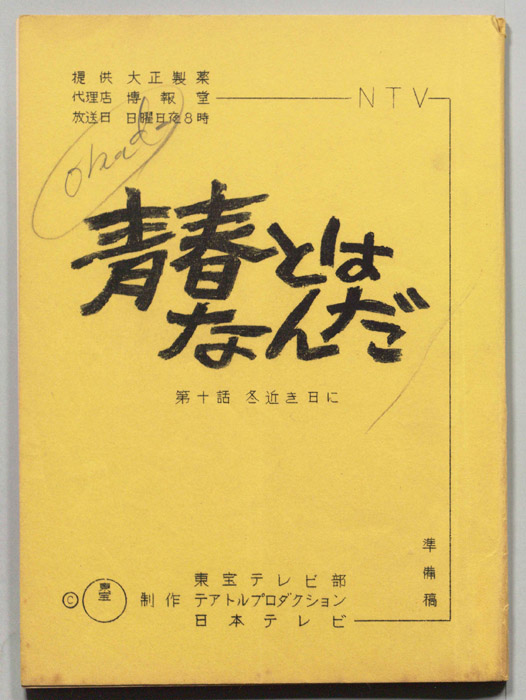 提供 大正製薬
代理店 博報堂 NTV
放送日 日曜日夜8時
Okada
青春とは
なんだ
第十話 冬近き日に
準備稿
東宝テレビ部
© 東宝 制作 テアトルプロダクション
日本テレビ